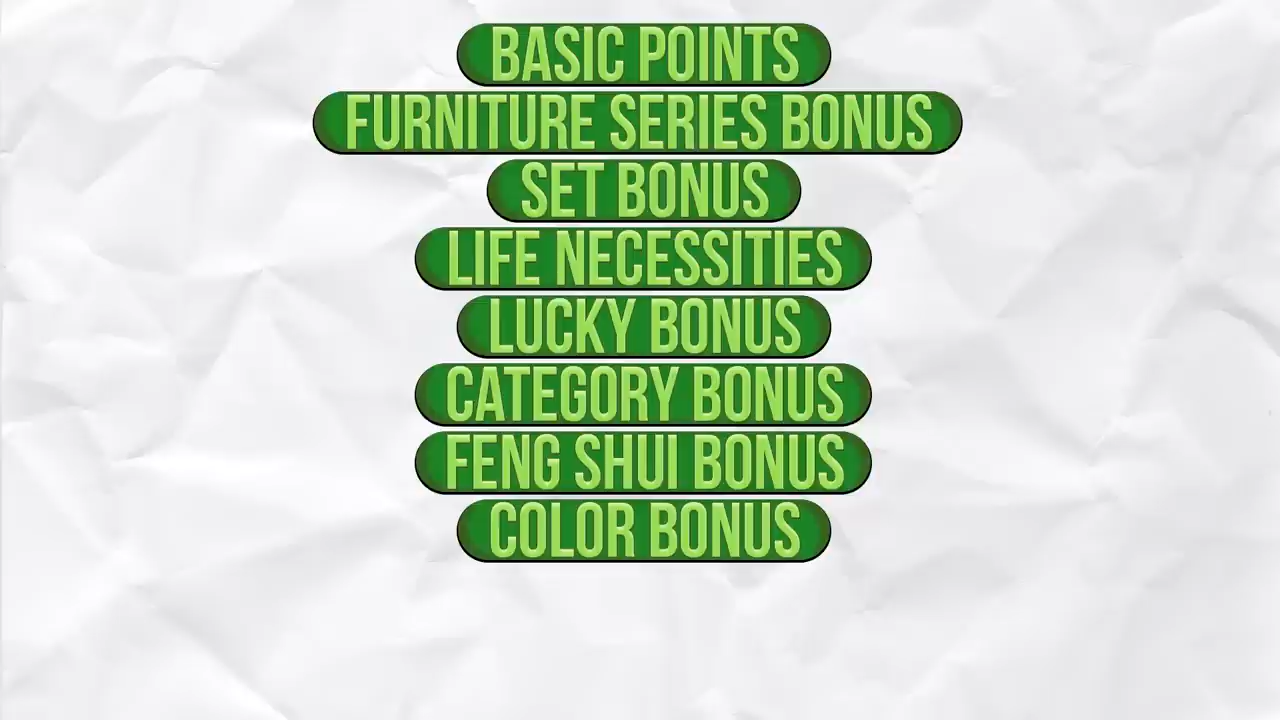 BASIC POINTS
FURNITURE SERIES BONUS
SET BONUS
LIFE NECESSITIES
LUCKY BONUS
CATEGORY BONUS
FENG SHUI BONUS
COLOR BONUS